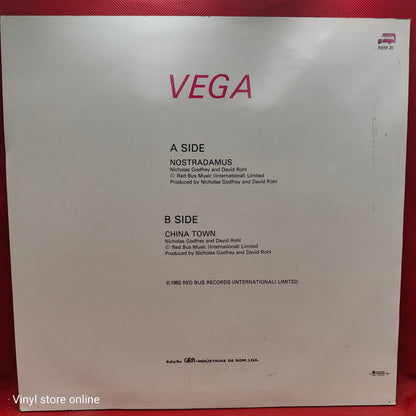 RBM 20
VEGA
A SIDE
NOSTRADAMUS
Nicholas Godfrey and David Rohl
© Red Bus Music (International) Limited
Produced by Nicholas Godfrey and David Rohl
B SIDE
CHINA TOWN
Nicholas Godfrey and David Rohl
© Red Bus Music (International) Limited
Produced by Nicholas Godfrey and David Rohl
℗ 1982 RED BUS RECORDS (INTERNATIONAL) LIMITED
Edição -INDÚSTRIAS DE SOM, LDA.
Vinyl store online